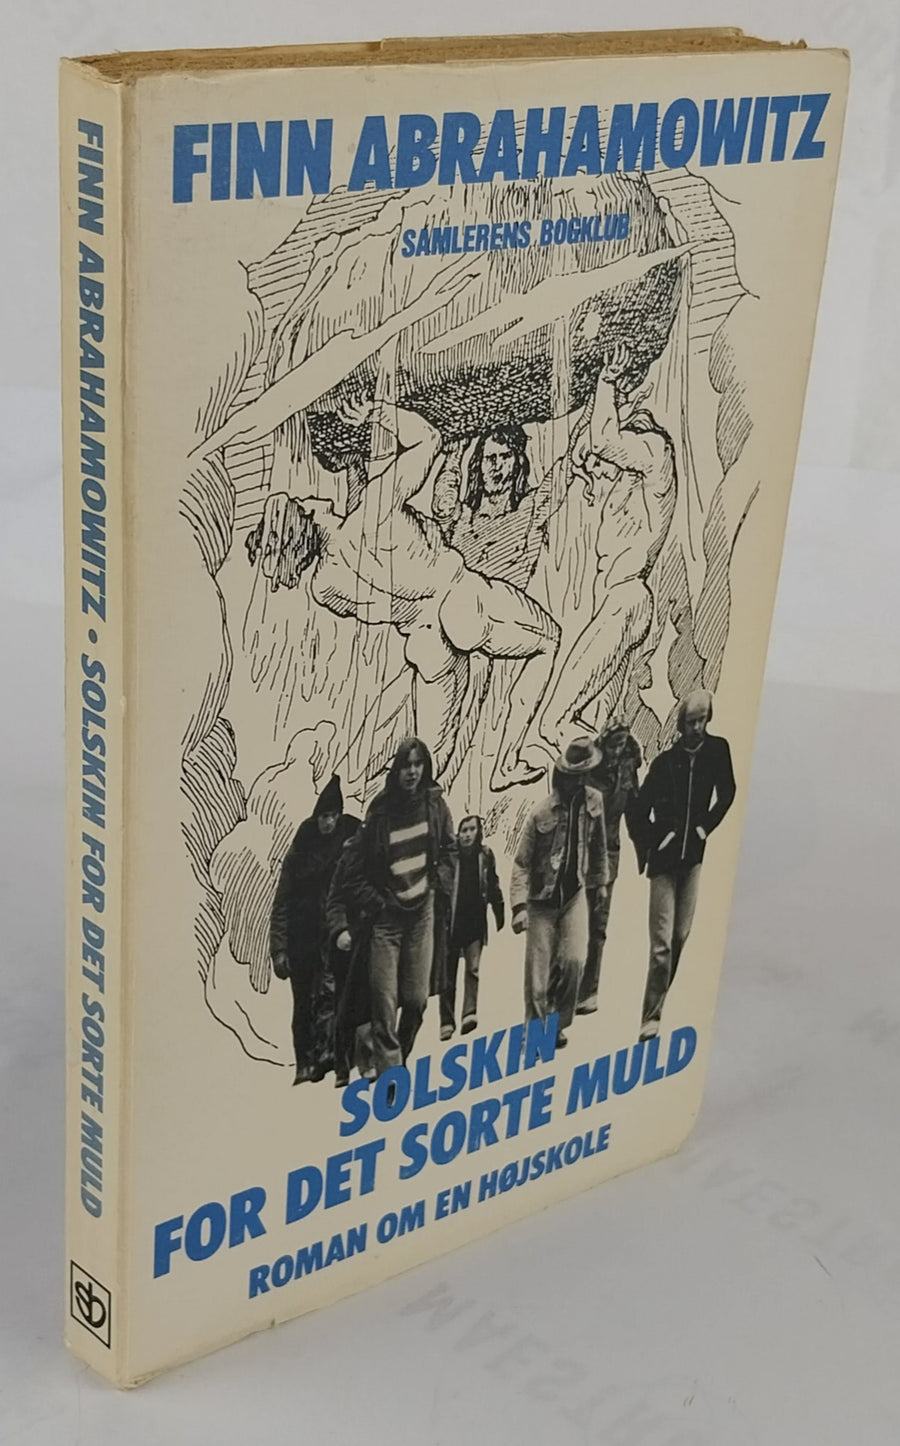 FINN ABRAHAMOWITZ
SAMLERENS BOGKLUB
SOLSKIN
FOR DET SORTE MULD
ROMAN OM EN HØJSKOLE
FINN ABRAHAMOWITZ • SOLSKIN FOR DET SORTE MULD
sb